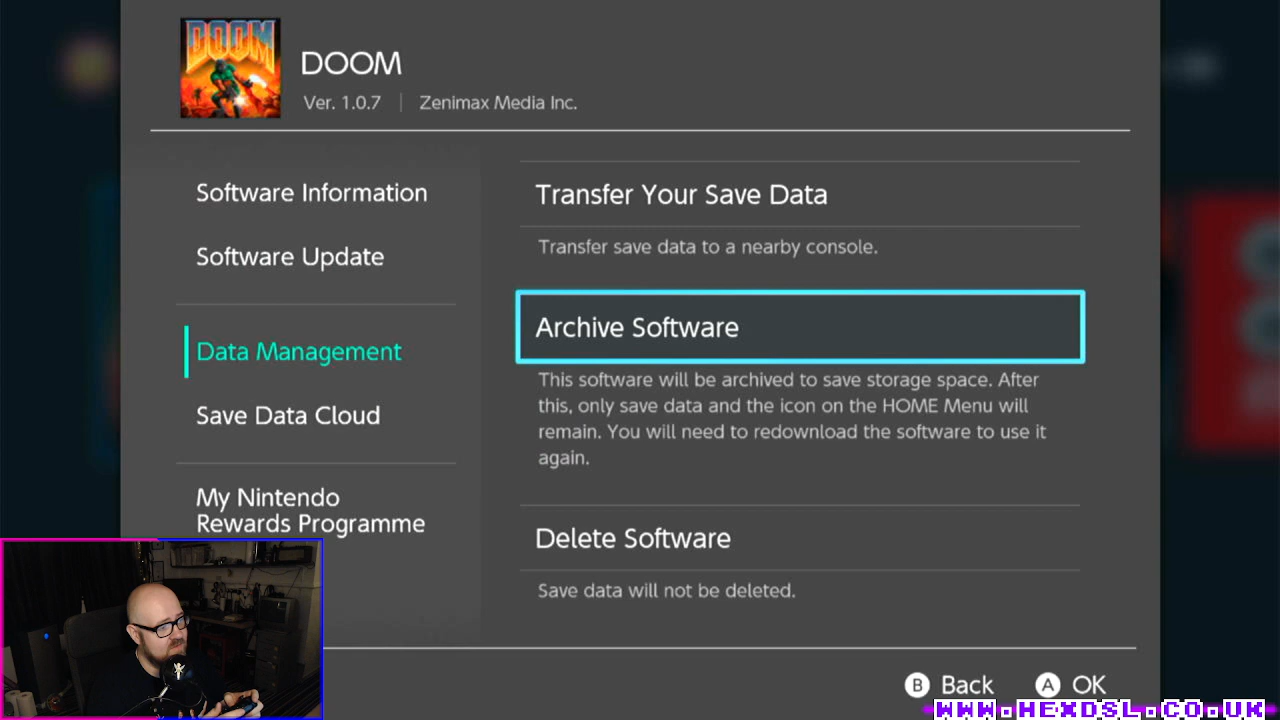 DOOM
DOOM
Ver. 1.0.7 | Zenimax Media Inc.
Software Information
Software Update
Data Management
Save Data Cloud
My Nintendo
Rewards Programme
Transfer Your Save Data
Transfer save data to a nearby console.
Archive Software
This software will be archived to save storage space. After
this, only save data and the icon on the HOME Menu will
remain. You will need to redownload the software to use it
again.
Delete Software
Save data will not be deleted.
B Back A OK
WWW.HEXDSL.CO.UK